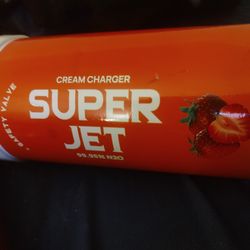 CREAM CHARGER
SUPER
JET
99.95% N2O
SAFETY VALVE